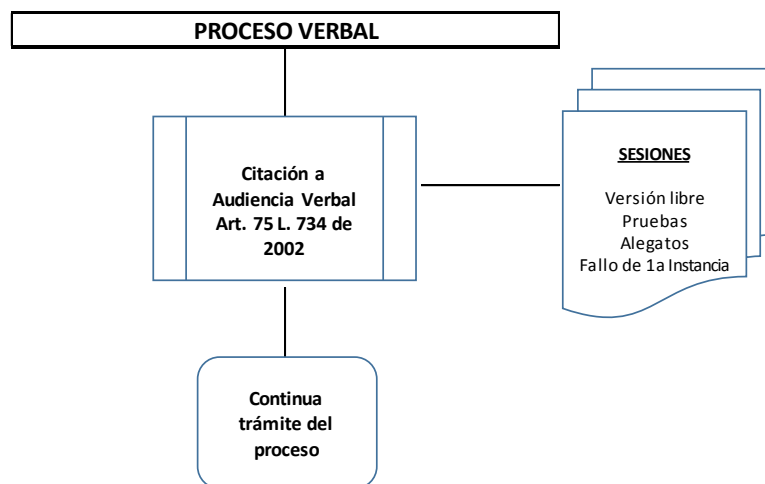 PROCESO VERBAL
Citación a
Audiencia Verbal
Art. 75 L. 734 de
2002
SESIONES
Versión libre
Pruebas
Alegatos
Fallo de 1a Instancia
Continua
trámite del
proceso